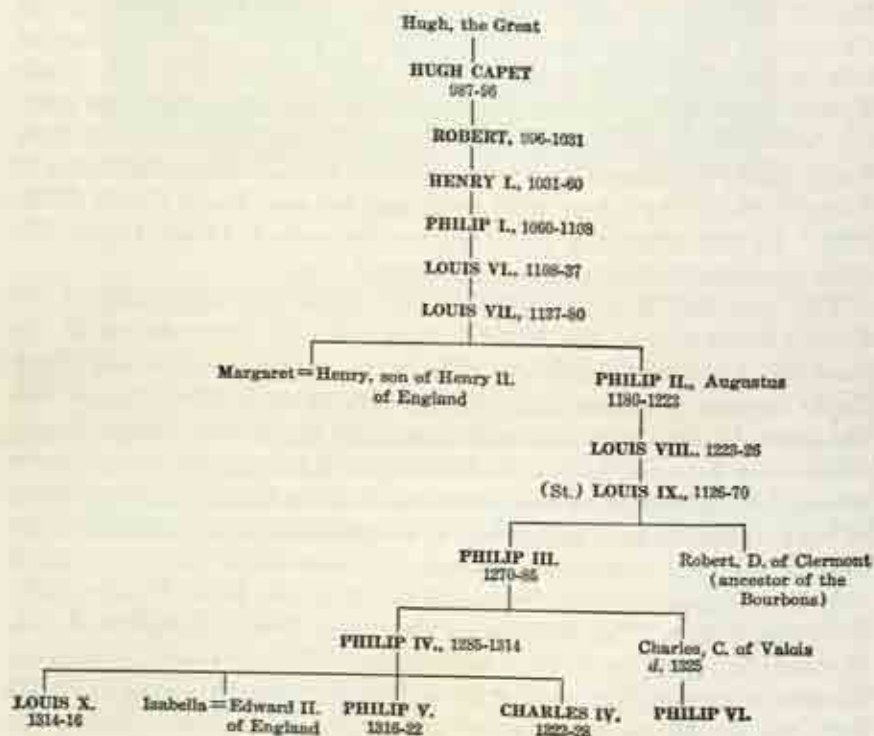 Hugh, the Great
HUGH CAPET
987-96
ROBERT, 996-1031
HENRY I., 1031-60
PHILIP I., 1060-1108
LOUIS VI., 1108-37
LOUIS VII., 1137-80
Margaret = Henry, son of Henry II.
of England
PHILIP II., Augustus
1180-1223
LOUIS VIII., 1223-26
(St.) LOUIS IX., 1126-70
PHILIP III.
1270-85
Robert, D. of Clermont
(ancestor of the
Bourbons)
PHILIP IV., 1285-1314
Charles, C. of Valois
d. 1325
LOUIS X.
1314-16
Isabella = Edward II.
of England
PHILIP V.
1316-22
CHARLES IV.
PHILIP VI.